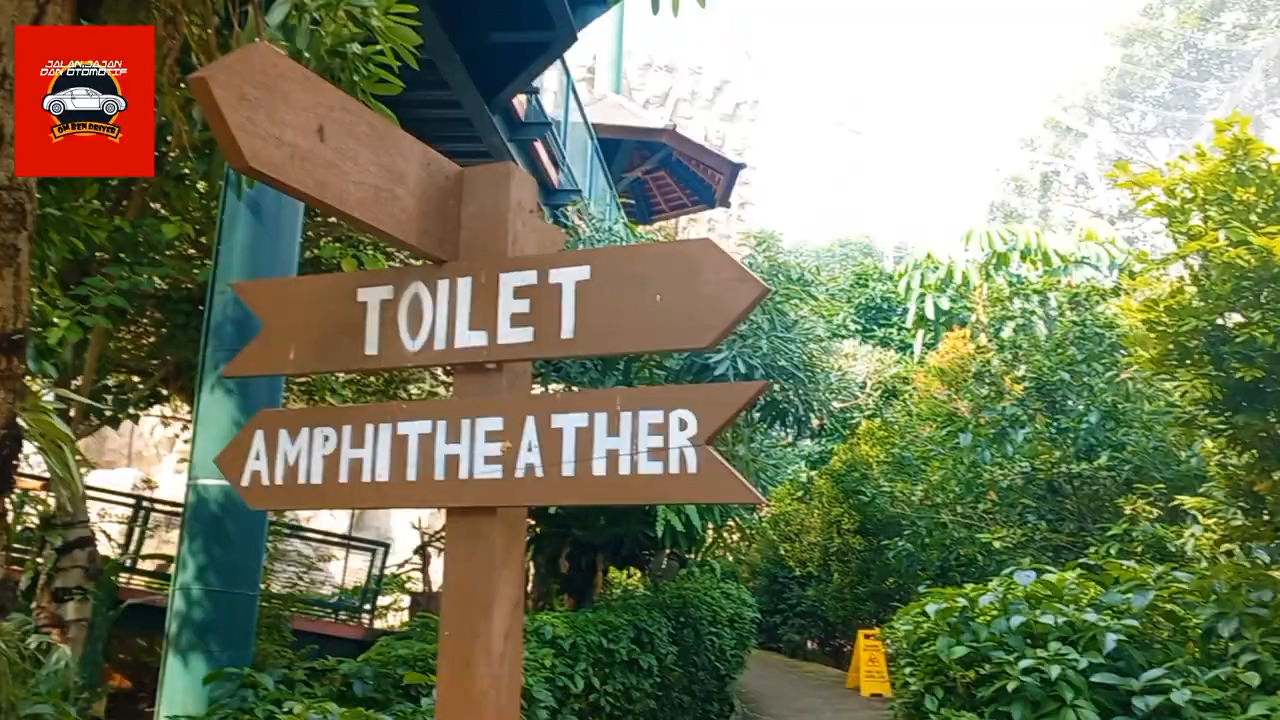 JALAN,JAJAN
DAN OTOMOTIF
OM BEN DRIVER
TOILET
AMPHITHEATHER